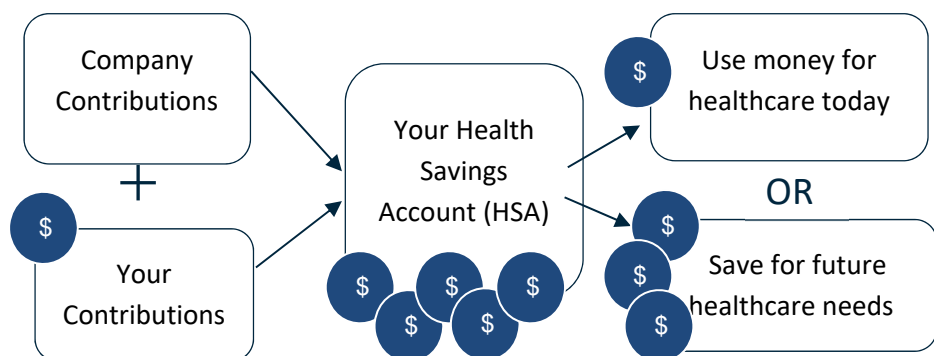 Company
Contributions
+
$
Your
Contributions
Your Health
Savings
Account (HSA)
$
$
$
$
$
$
Use money for
healthcare today
OR
$
$
$
Save for future
healthcare needs